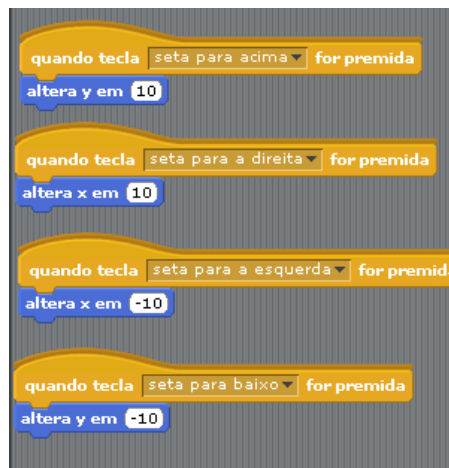 quando tecla seta para acima for premida
altera y em 10
quando tecla seta para a direita for premida
altera x em 10
quando tecla seta para a esquerda for premid
altera x em -10
quando tecla seta para baixo for premida
altera y em -10